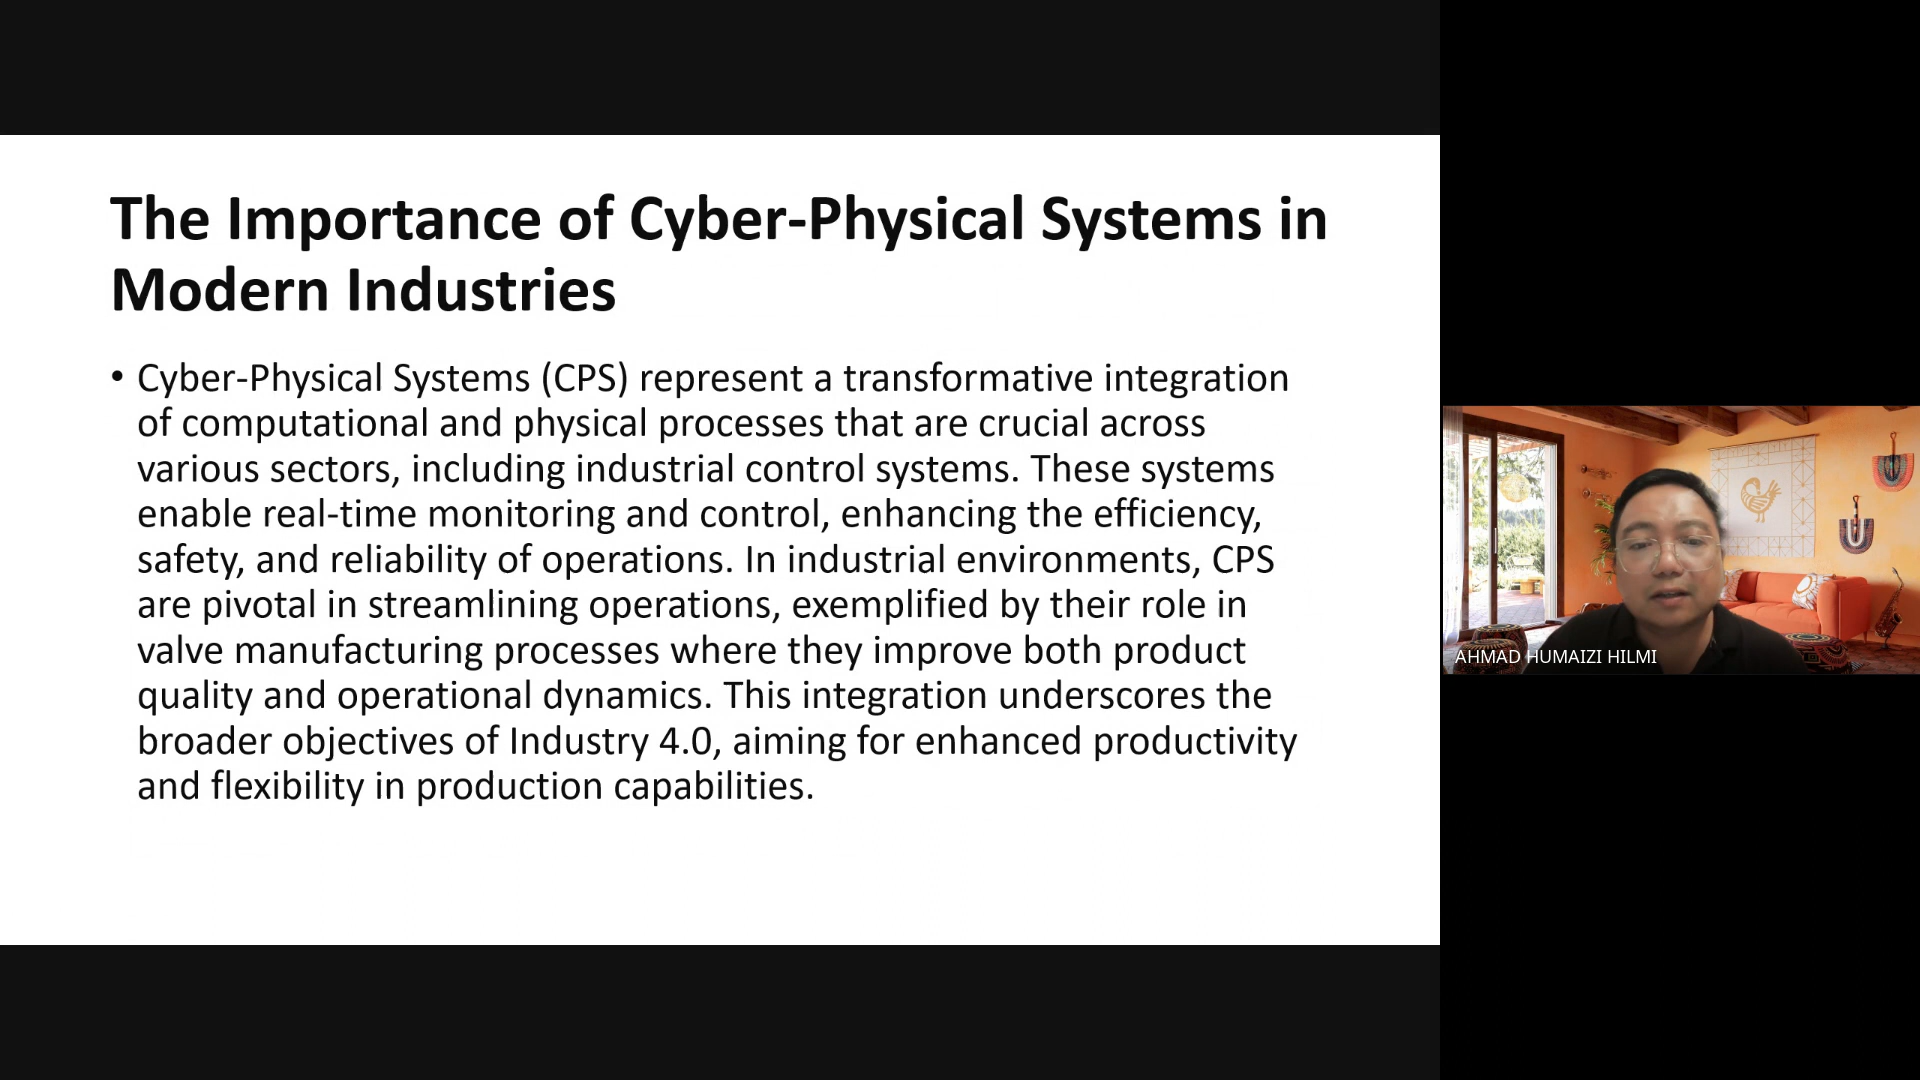 The Importance of Cyber-Physical Systems in
Modern Industries
• Cyber-Physical Systems (CPS) represent a transformative integration
of computational and physical processes that are crucial across
various sectors, including industrial control systems. These systems
enable real-time monitoring and control, enhancing the efficiency,
safety, and reliability of operations. In industrial environments, CPS
are pivotal in streamlining operations, exemplified by their role in
valve manufacturing processes where they improve both product
quality and operational dynamics. This integration underscores the
broader objectives of Industry 4.0, aiming for enhanced productivity
and flexibility in production capabilities.
AHMAD HUMAIZI HILMI